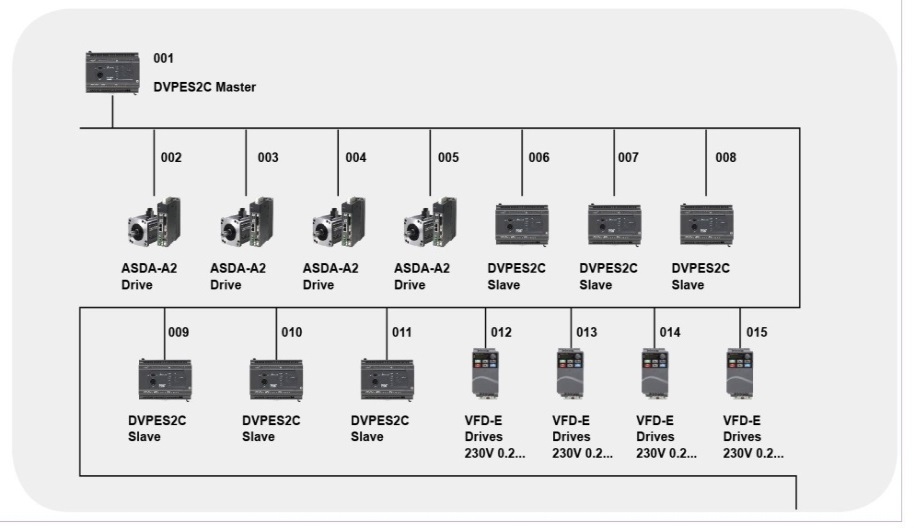 001
DVPES2C Master
002
003
004
005
006
007
008
ASDA-A2
Drive
ASDA-A2
Drive
ASDA-A2
Drive
ASDA-A2
Drive
DVPES2C
Slave
DVPES2C
Slave
DVPES2C
Slave
009
010
011
012
013
014
015
DVPES2C
Slave
DVPES2C
Slave
DVPES2C
Slave
VFD-E
Drives
230V 0.2...
VFD-E
Drives
230V 0.2...
VFD-E
Drives
230V 0.2...
VFD-E
Drives
230V 0.2...